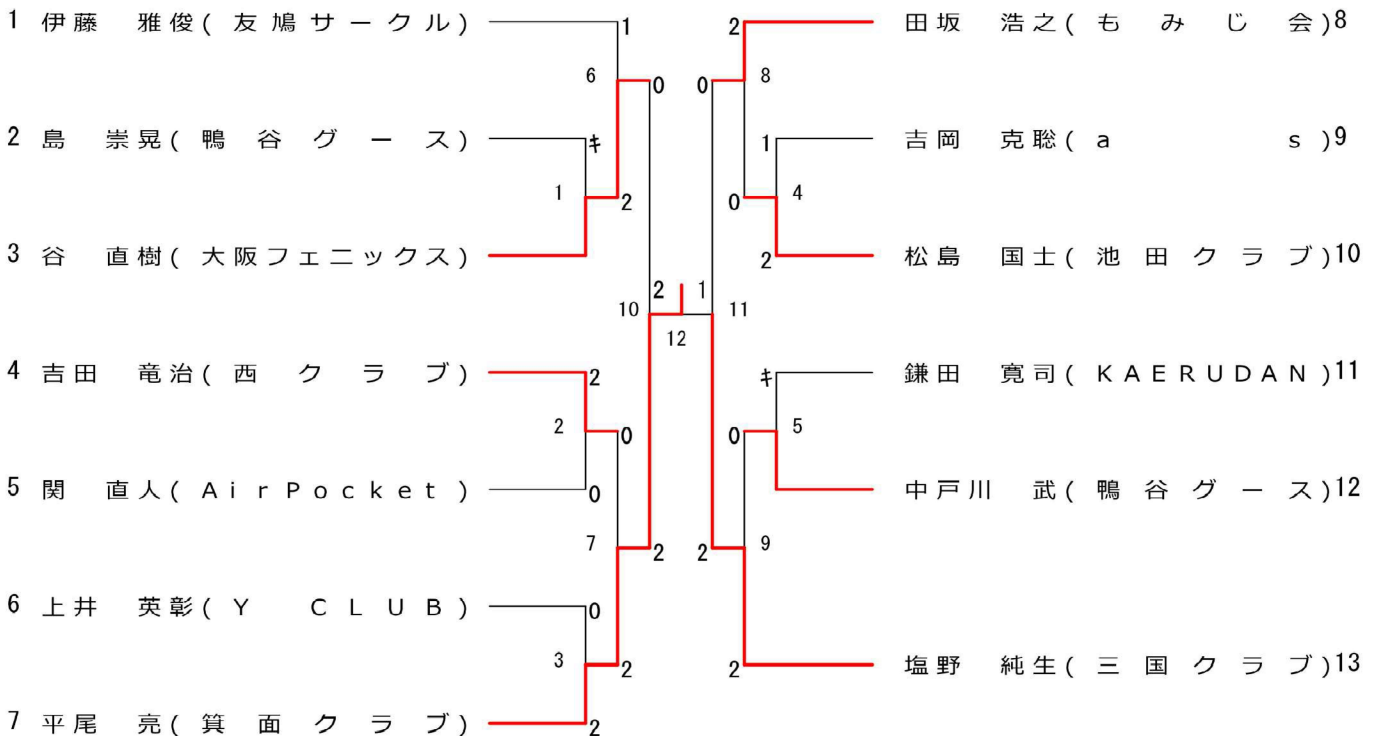 1 伊藤 雅俊(友鳩サークル)
1
2
田坂 浩之(もみじ会)8
6
0
0
8
2 島 崇晃(鴨谷グース)
キ
1
吉岡 克聡(a s)9
1
2
0
4
3 谷 直樹(大阪フェニックス)
2
松島 国士(池田クラブ)10
10
2
1
11
12
4 吉田 竜治(西クラブ)
2
キ
鎌田 寛司(KAERUDAN)11
2
0
0
5
5 関 直人(AirPocket)
0
中戸川 武(鴨谷グース)12
7
2
2
9
6 上井 英彰(Y CLUB)
0
3
2
2
塩野 純生(三国クラブ)13
7 平尾 亮(箕面クラブ)
2